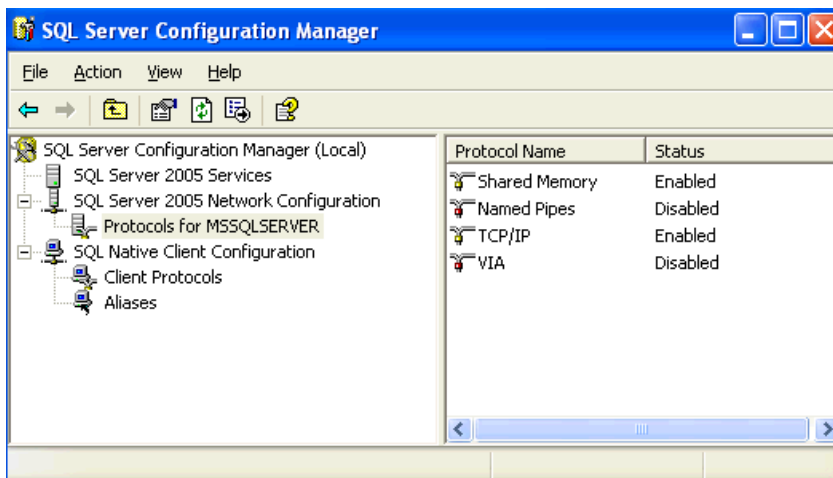 SQL Server Configuration Manager
File Action View Help
SQL Server Configuration Manager (Local)
SQL Server 2005 Services
SQL Server 2005 Network Configuration
Protocols for MSSQLSERVER
SQL Native Client Configuration
Client Protocols
Aliases
Protocol Name Status
Shared Memory Enabled
Named Pipes Disabled
TCP/IP Enabled
VIA Disabled